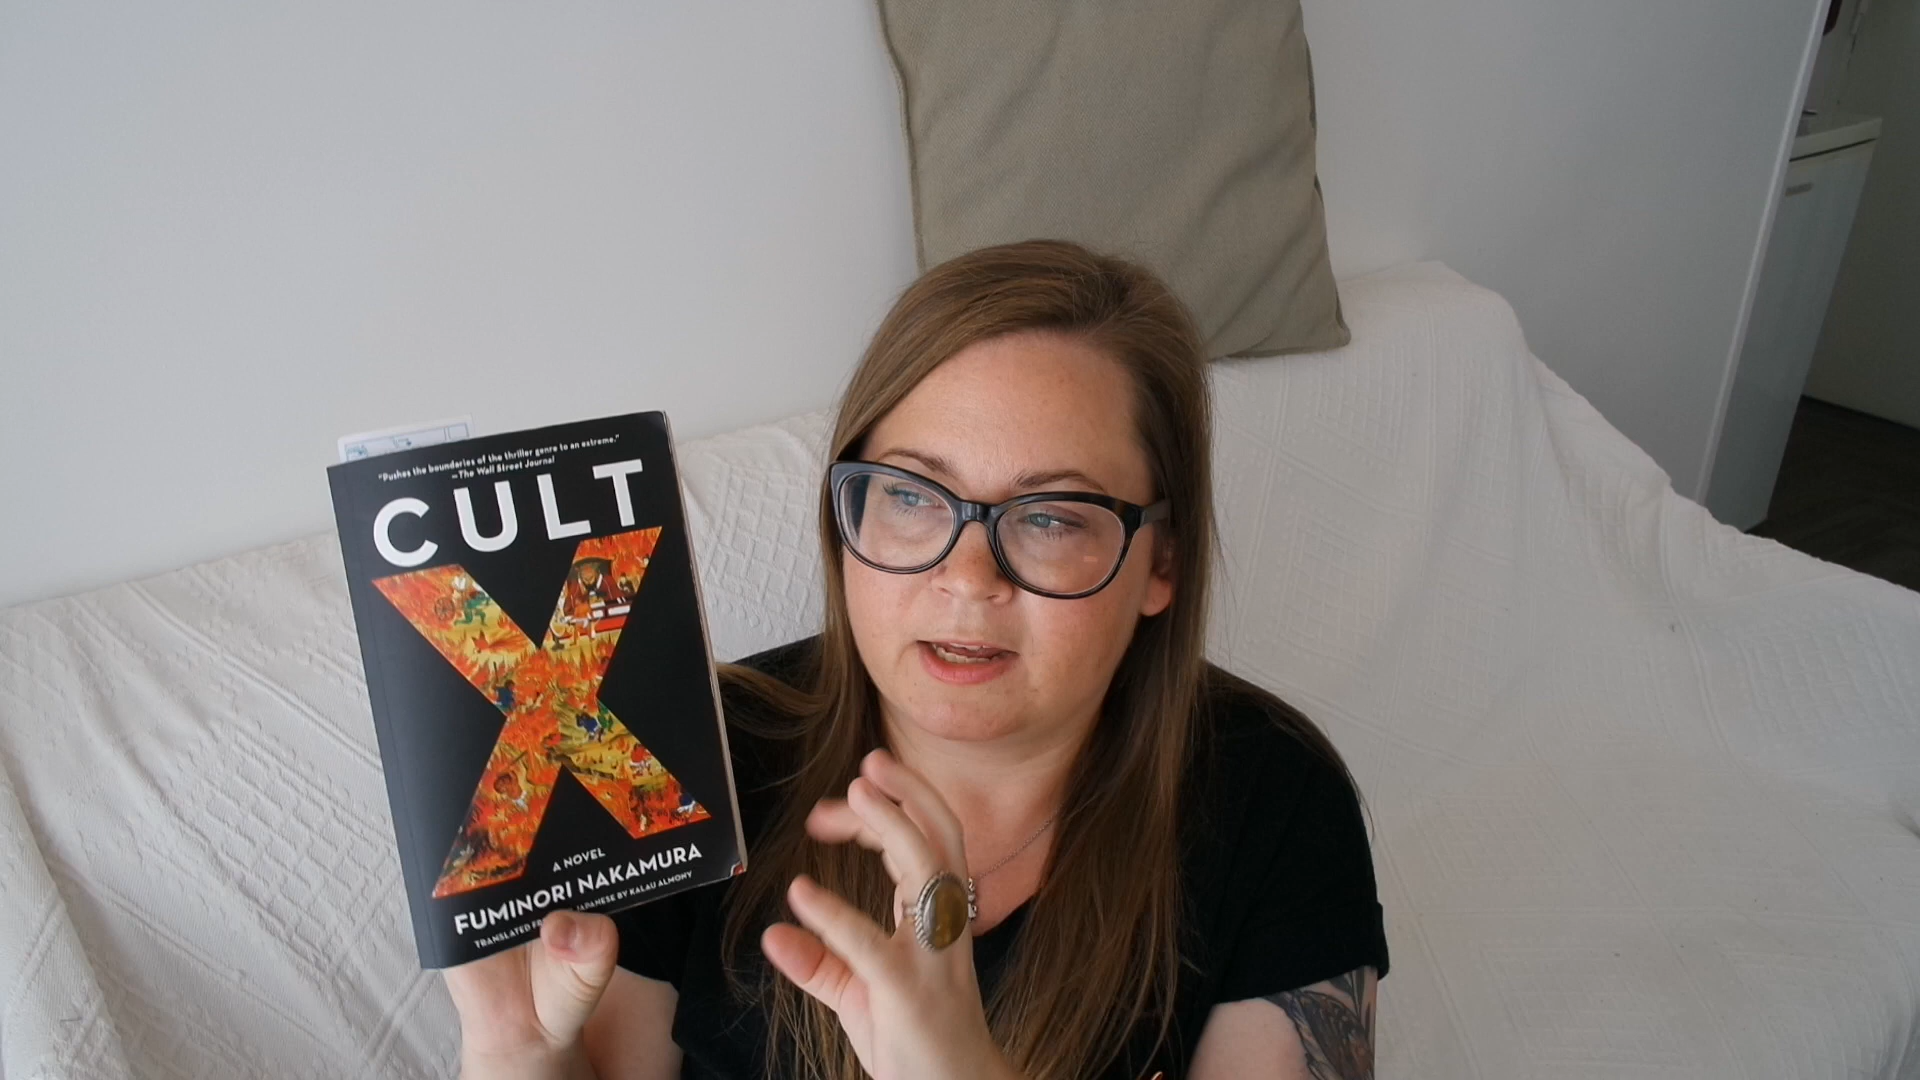 "Pushes the boundaries of the thriller genre to an extreme."
—The Wall Street Journal
CULT
X
A NOVEL
FUMINORI NAKAMURA
TRANSLATED JAPANESE BY KALAU ALMONY